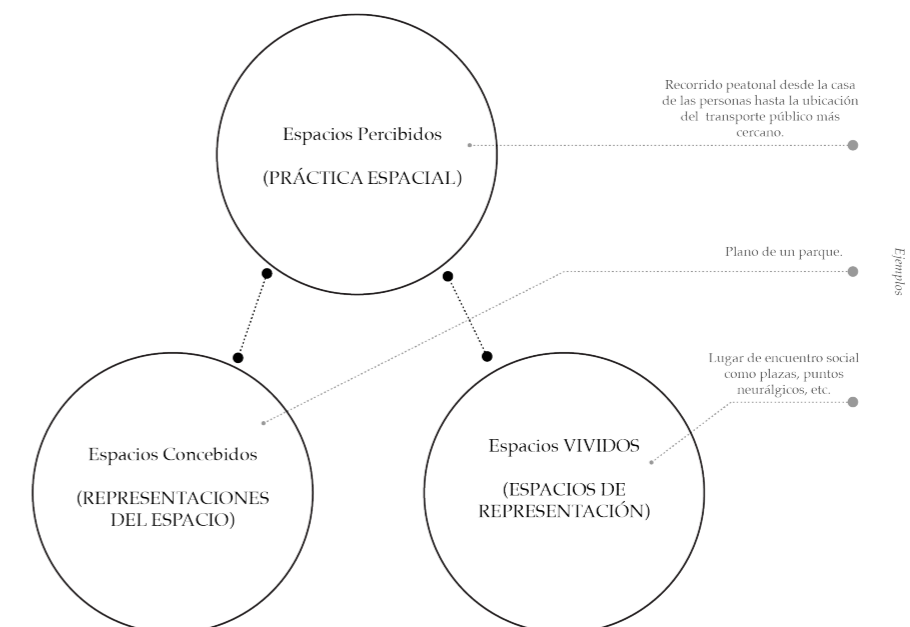 Recorrido peatonal desde la casa
de las personas hasta la ubicación
del transporte público más
cercano.
Espacios Percibidos
(PRÁCTICA ESPACIAL)
Plano de un parque.
Ejemplos
Lugar de encuentro social
como plazas, puntos
neurálgicos, etc.
Espacios Concebidos
(REPRESENTACIONES
DEL ESPACIO)
Espacios VIVIDOS
(ESPACIOS DE
REPRESENTACIÓN)